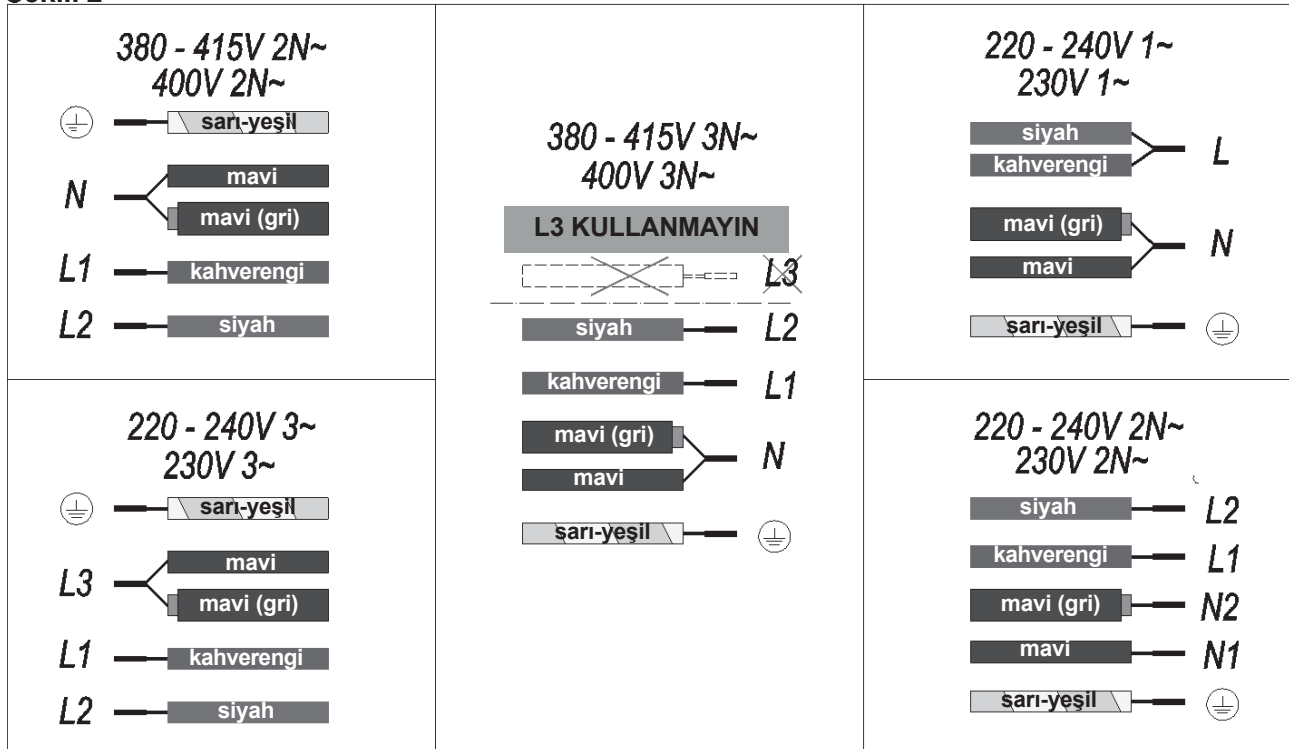 380 - 415V 2N~
400V 2N~
sarı-yeşil
N
mavi
mavi (gri)
L1
kahverengi
L2
siyah
220 - 240V 3~
230V 3~
sarı-yeşil
L3
mavi
mavi (gri)
L1
kahverengi
L2
siyah
380 - 415V 3N~
400V 3N~
L3 KULLANMAYIN
L3
siyah
L2
kahverengi
L1
mavi (gri)
N
mavi
sarı-yeşil
220 - 240V 1~
230V 1~
siyah
L
kahverengi
mavi (gri)
N
mavi
sarı-yeşil
220 - 240V 2N~
230V 2N~
siyah
L2
kahverengi
L1
mavi (gri)
N2
mavi
N1
sarı-yeşil